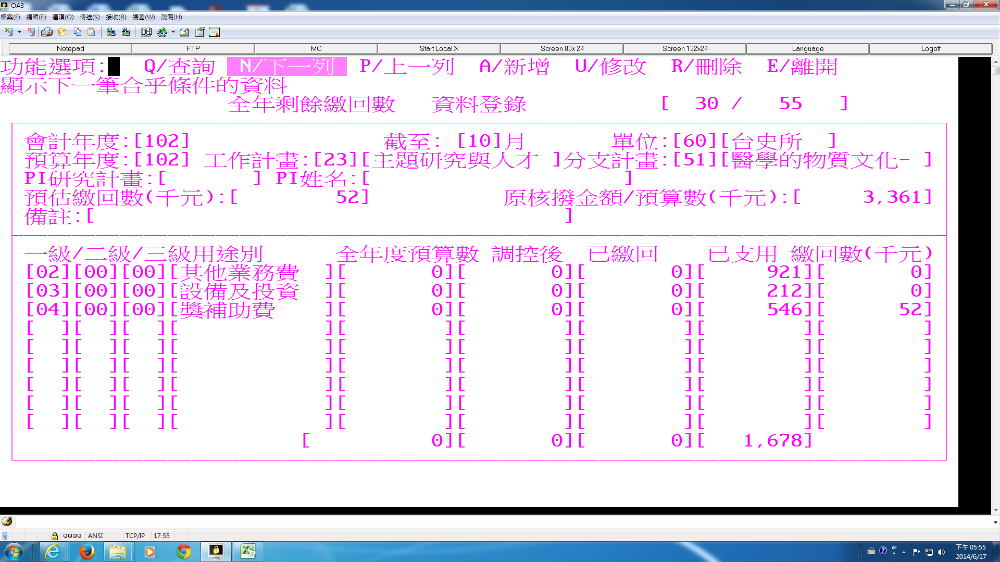 OA3
檔案(F) 編輯(E) 選項(O) 傳送(S) 接收(R) 視窗(W) 說明(H)
Notepad FTP MC Start Local X Screen 80x24 Screen 132x24 Language Logoff
功能選項: Q/查詢 N/下一列 P/上一列 A/新增 U/修改 R/刪除 E/離開
顯示下一筆合乎條件的資料
全年剩餘繳回數 資料登錄 [ 30 / 55 ]
會計年度:[102] 截至: [10]月 單位:[60][台史所 ]
預算年度:[102] 工作計畫:[23][主題研究與人才 ]分支計畫:[51][醫學的物質文化- ]
PI研究計畫:[ ] PI姓名:[ ]
預估繳回數(千元):[ 52] 原核撥金額/預算數(千元):[ 3,361]
備註:[ ]
一級/二級/三級用途別 全年度預算數 調控後 已繳回 已支用 繳回數(千元)
[02][00][00][其他業務費 ][ 0][ 0][ 0][ 921][ 0]
[03][00][00][設備及投資 ][ 0][ 0][ 0][ 212][ 0]
[04][00][00][獎補助費 ][ 0][ 0][ 0][ 546][ 52]
[ ][ ][ ][ ][ ][ ][ ][ ][ ]
[ ][ ][ ][ ][ ][ ][ ][ ][ ]
[ ][ ][ ][ ][ ][ ][ ][ ][ ]
[ ][ ][ ][ ][ ][ ][ ][ ][ ]
[ ][ ][ ][ ][ ][ ][ ][ ][ ]
[ ][ ][ ][ ][ ][ ][ ][ ][ ]
[ 0][ 0][ 0][ 1,678]
ANSI TCP/IP 17:55
下午 05:55
2014/6/17